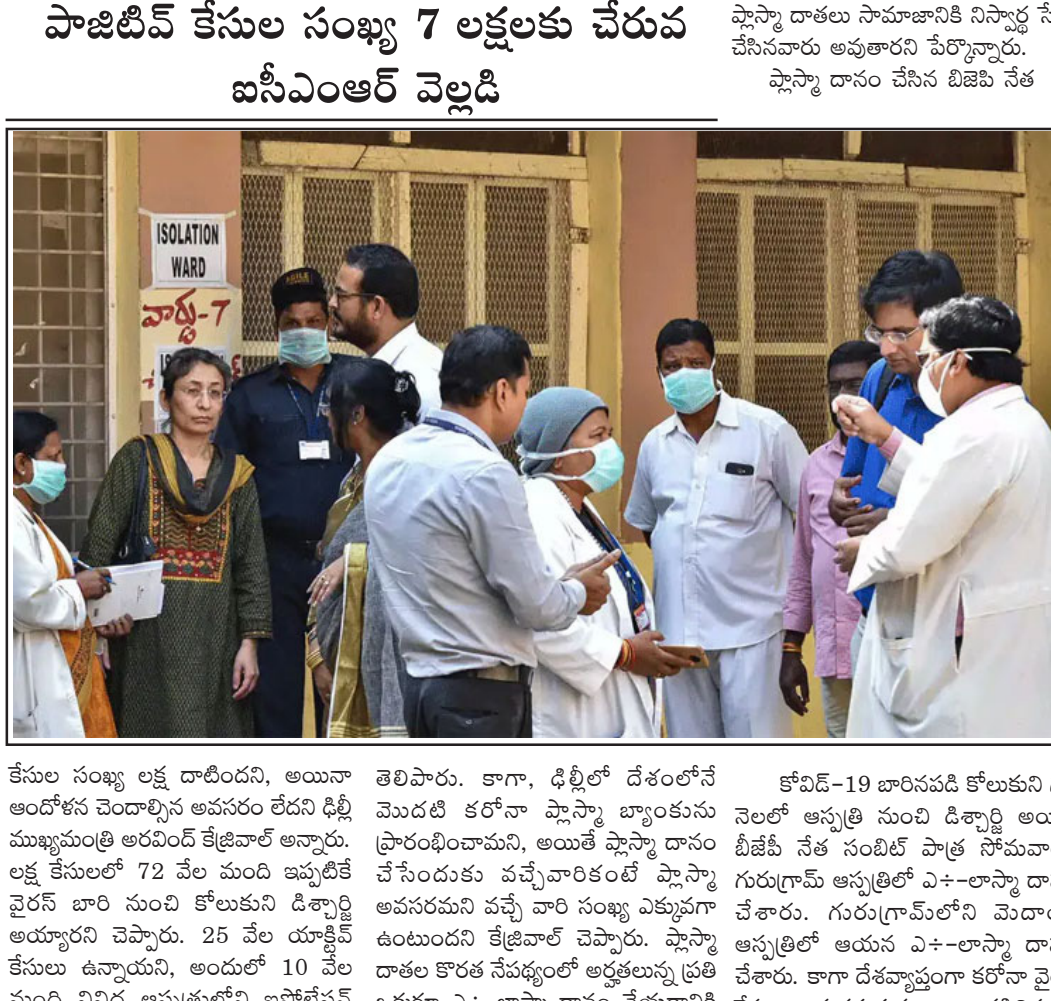 పాజిటివ్ కేసుల సంఖ్య 7 లక్షలకు చేరువ
ఐసీఎంఆర్ వెల్లడి
ప్లాస్మా దాతలు సామాజానికి నిస్వార్థ
చేసినవారు అవుతారని పేర్కొన్నారు.
ప్లాస్మా దానం చేసిన బిజెపి నేత
ISOLATION
WARD
వార్డు-7
కేసుల సంఖ్య లక్ష దాటిందని, అయినా
ఆందోళన చెందాల్సిన అవసరం లేదని ఢిల్లీ
ముఖ్యమంత్రి అరవింద్ కేజ్రివాల్ అన్నారు.
లక్ష కేసులలో 72 వేల మంది ఇప్పటికే
వైరస్ బారి నుంచి కోలుకుని డిశ్చార్జి
అయ్యారని చెప్పారు. 25 వేల యాక్టివ్
కేసులు ఉన్నాయని, అందులో 10 వేల
తెలిపారు. కాగా, ఢిల్లీలో దేశంలోనే
మొదటి కరోనా ప్లాస్మా బ్యాంకును
ప్రారంభించామని, అయితే ప్లాస్మా దానం
చేసేందుకు వచ్చేవారికంటే ప్లాస్మా
అవసరమని వచ్చే వారి సంఖ్య ఎక్కువగా
ఉంటుందని కేజ్రివాల్ చెప్పారు. ప్లాస్మా
దాతల కొరత నేపథ్యంలో అర్హతలున్న ప్రతి
కోవిడ్-19 బారినపడి కోలుకుని
నెలలో ఆస్పత్రి నుంచి డిశ్చార్జి
బీజేపీ నేత సంబిట్ పాత్ర
గురుగ్రామ్ ఆస్పత్రిలో ఎ÷-లాస్మా
చేశారు. గురుగ్రామ్‌లోని
ఆస్పత్రిలో ఆయన ఎ÷-లాస్మా
చేశారు. కాగా దేశవ్యాప్తంగా కరోనా